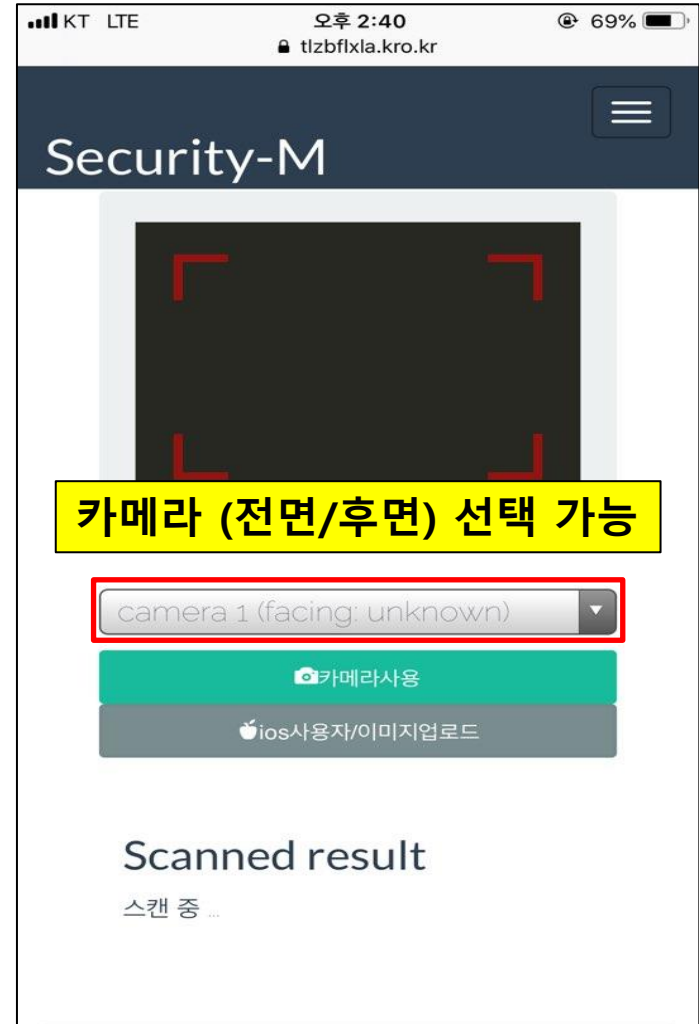 KT LTE 오후 2:40 69%
tlzbflxla.kro.kr
Security-M
카메라 (전면/후면) 선택 가능
camera 1 (facing: unknown)
카메라사용
ios사용자/이미지업로드
Scanned result
스캔 중 ...